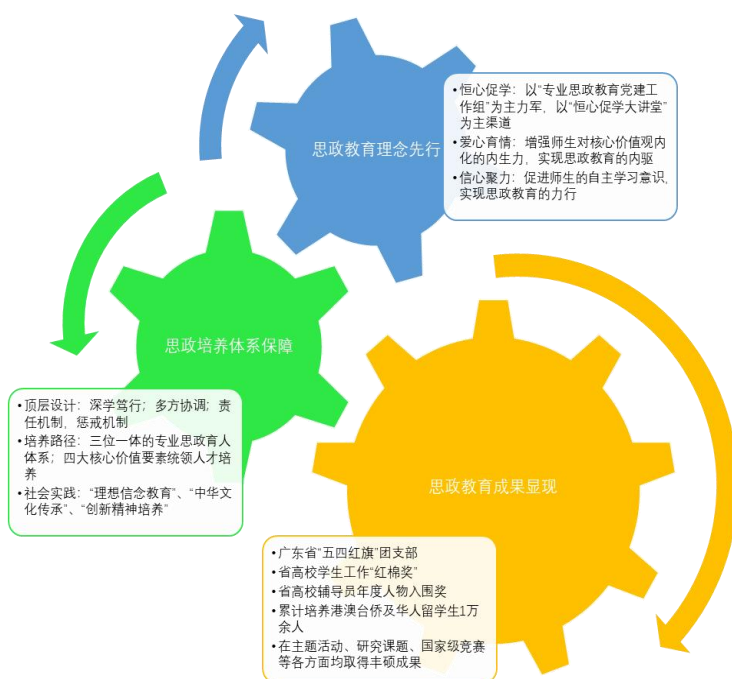 思政教育理念先行
•恒心促学：以“专业思政教育党建工
作组”为主力军，以“恒心促学大讲堂”
为主渠道
•爱心育情：增强师生对核心价值观内
化的内生力，实现思政教育的内驱
•信心聚力：促进师生的自主学习意识，
实现思政教育的力行
思政培养体系保障
•顶层设计：深学笃行；多方协调；责
任机制，惩戒机制
•培养路径：三位一体的专业思政育人
体系；四大核心价值要素统领人才培
养
•社会实践：“理想信念教育”、“中华文
化传承”、“创新精神培养”
思政教育成果显现
•广东省“五四红旗”团支部
•省高校学生工作“红棉奖”
•省高校辅导员年度人物入围奖
•累计培养港澳台侨及华人留学生1万
余人
•在主题活动、研究课题、国家级竞赛
等各方面均取得丰硕成果